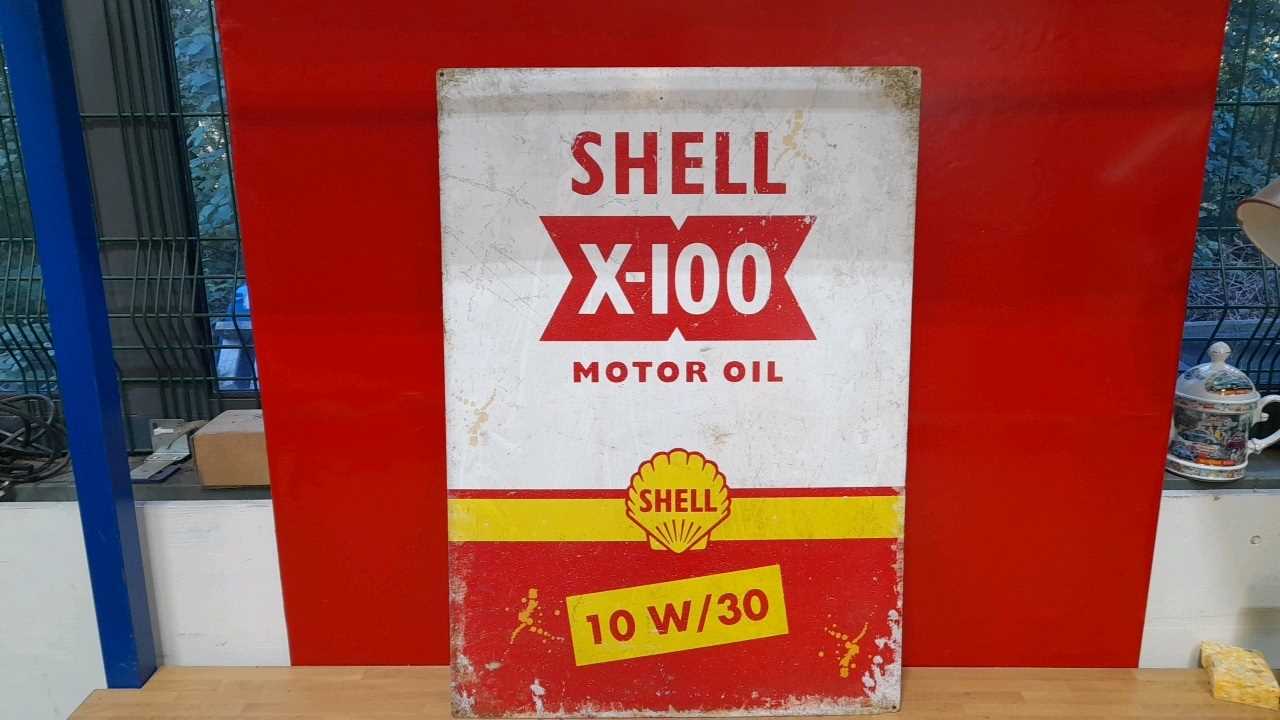 SHELL
X-100
MOTOR OIL
SHELL
10 W/30